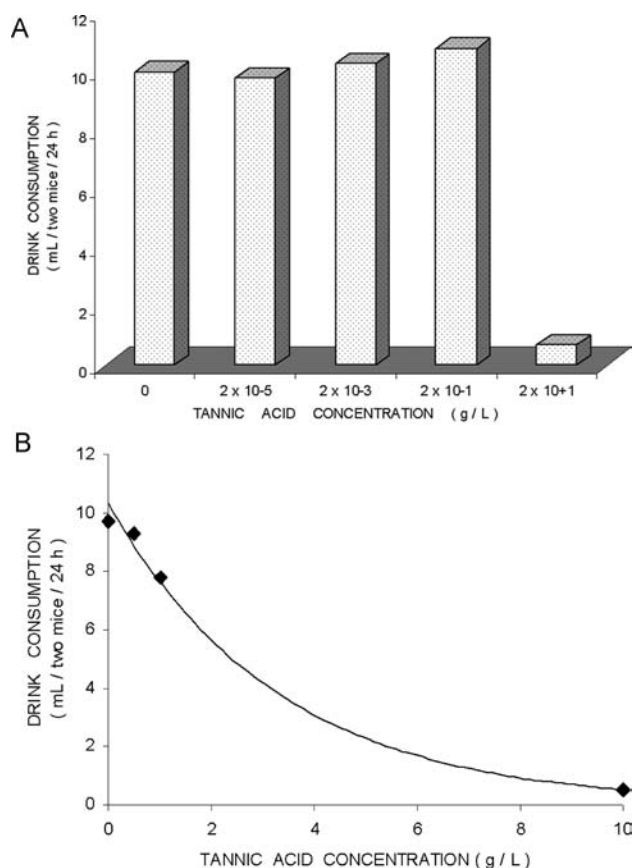 A
DRINK CONSUMPTION
( mL / two mice / 24 h )
12
10
8
6
4
2
0
0 2 x 10-5 2 x 10-3 2 x 10-1 2 x 10+1
TANNIC ACID CONCENTRATION ( g / L )
B
DRINK CONSUMPTION
( mL / two mice / 24 h )
12
10
8
6
4
2
0
0 2 4 6 8 10
TANNIC ACID CONCENTRATION ( g / L )